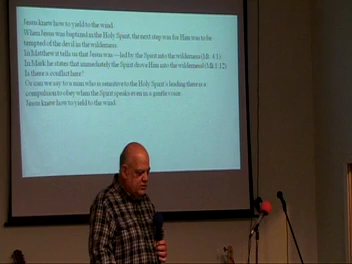 Jesus knew how to yield to the wind.
When Jesus was baptized in the Holy Spirit, the next step was for Him was to be
tempted of the devil in the wilderness
In Matthew it tells us that Jesus was---led by the Spirit into the wilderness (Mt. 4:1)
In Mark he states that immediately the Spirit drove Him into the wilderness (Mk 1:12)
Is there a conflict here?
Or can we say to a man who is sensitive to the Holy Spirit's leading there is a
compulsion to obey when the Spirit speaks even in a gentle voice
Jesus knew how to yield to the wind